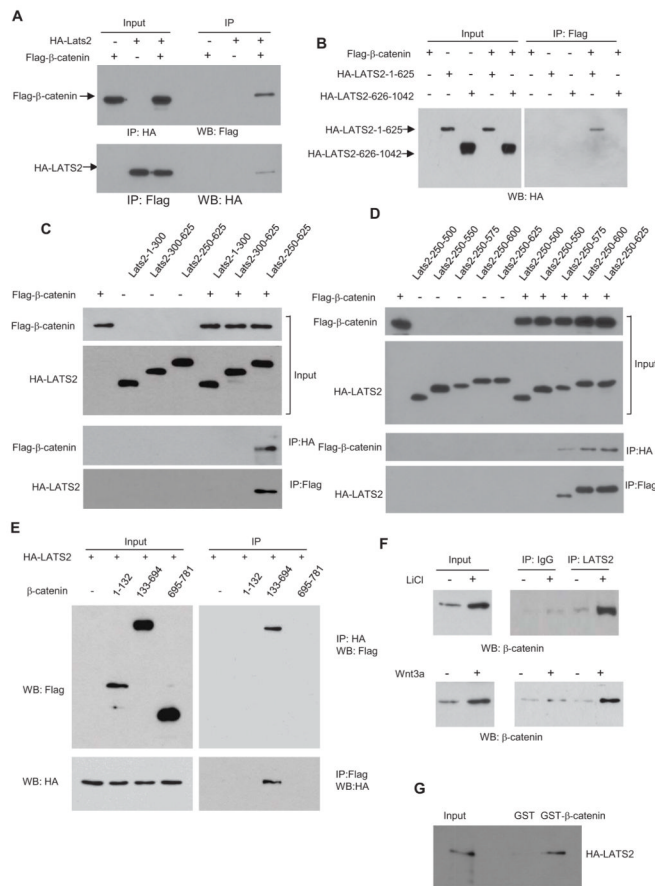 A
Input
IP
HA-Lats2
- + + - + +
Flag-β-catenin
+ - + + - +
Flag-β-catenin
IP: HA
WB: Flag
HA-LATS2
IP: Flag
WB: HA
B
Input
IP: Flag
Flag-β-catenin
+ - - + + + - - + +
HA-LATS2-1-625
- + - + - - + - + -
HA-LATS2-626-1042
- - + - + - - + - +
HA-LATS2-1-625
HA-LATS2-626-1042
WB: HA
C
Lats2-1-300
Lats2-300-625
Lats2-250-625
Lats2-1-300
Lats2-300-625
Lats2-250-625
Flag-β-catenin
+ - - - + + +
Flag-β-catenin
HA-LATS2
Input
Flag-β-catenin
IP:HA
HA-LATS2
IP:Flag
D
Lats2-250-500
Lats2-250-550
Lats2-250-575
Lats2-250-600
Lats2-250-625
Lats2-250-500
Lats2-250-550
Lats2-250-575
Lats2-250-600
Lats2-250-625
Flag-β-catenin
+ - - - - - + + + + +
Flag-β-catenin
HA-LATS2
Input
Flag-β-catenin
IP:HA
HA-LATS2
IP:Flag
E
Input
IP
HA-LATS2
+ + + + + + + +
β-catenin
- 1-132 133-694 695-781 - 1-132 133-694 695-781
WB: Flag
IP: HA
WB: Flag
WB: HA
IP:Flag
WB:HA
F
Input
IP: IgG
IP: LATS2
LiCl
- + - + - +
WB: β-catenin
Wnt3a
- + - + - +
WB: β-catenin
G
Input
GST
GST-β-catenin
HA-LATS2